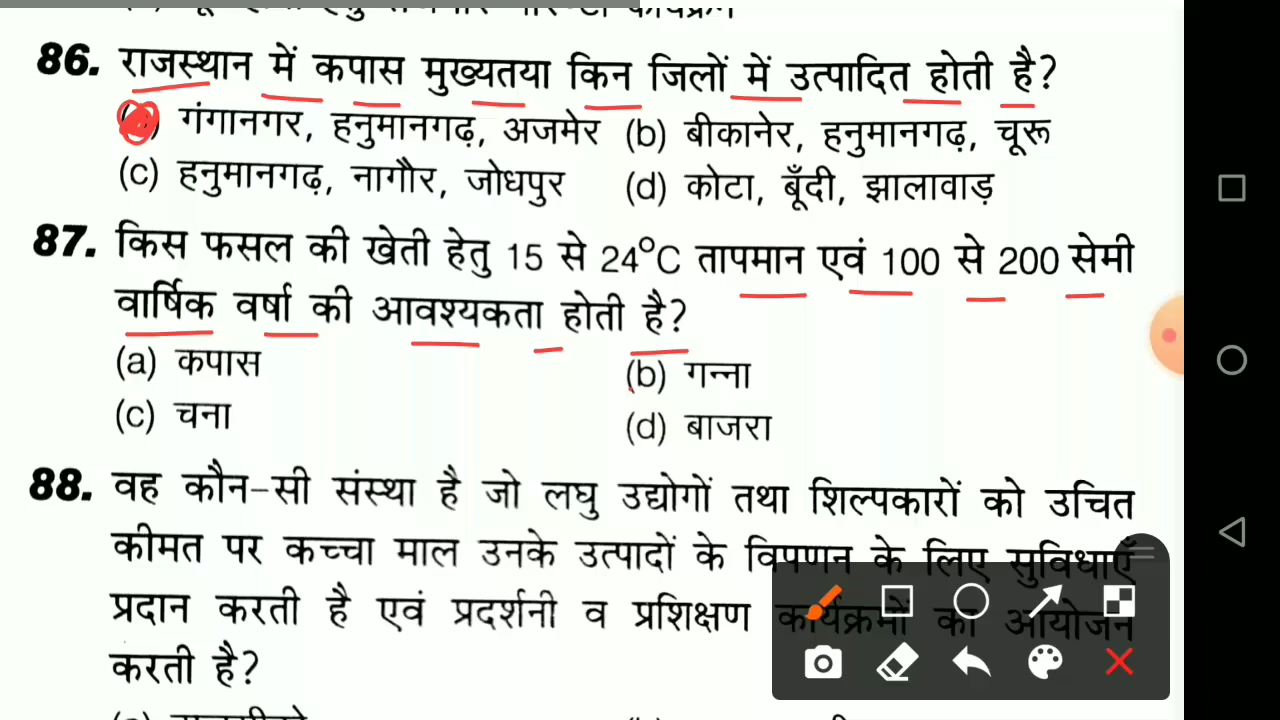 86. राजस्थान में कपास मुख्यतया किन जिलों में उत्पादित होती है?
गंगानगर, हनुमानगढ़, अजमेर (b) बीकानेर, हनुमानगढ़, चूरू
(c) हनुमानगढ़, नागौर, जोधपुर (d) कोटा, बूँदी, झालावाड़
87. किस फसल की खेती हेतु 15 से 24°C तापमान एवं 100 से 200 सेमी
वार्षिक वर्षा की आवश्यकता होती है?
(a) कपास (b) गन्ना
(c) चना (d) बाजरा
88. वह कौन-सी संस्था है जो लघु उद्योगों तथा शिल्पकारों को उचित
कीमत पर कच्चा माल उनके उत्पादों के विपणन के लिए सुविधाएँ
प्रदान करती है एवं प्रदर्शनी व प्रशिक्षण कार्यक्रमों का आयोजन
करती है?